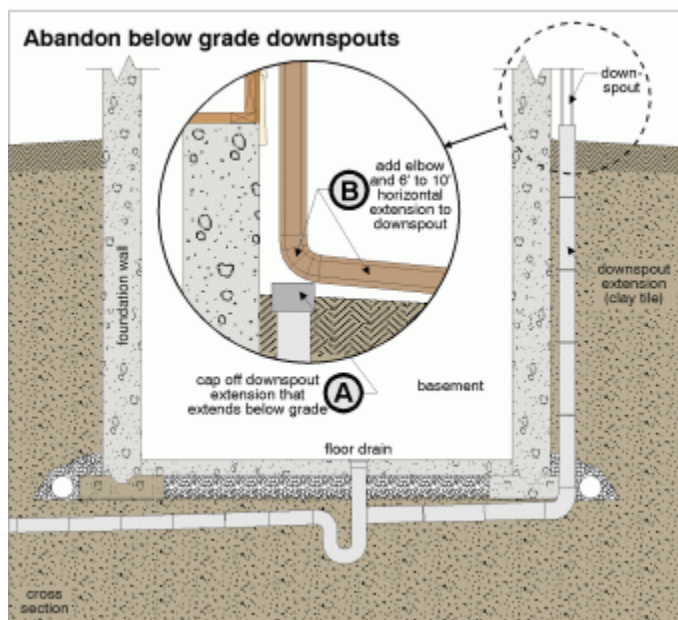 Abandon below grade downspouts
down-
spout
B
add elbow
and 6' to 10'
horizontal
extension to
downspout
foundation wall
downspout
extension
(clay tile)
cap off downspout
extension that
extends below grade
A
basement
floor drain
cross
section